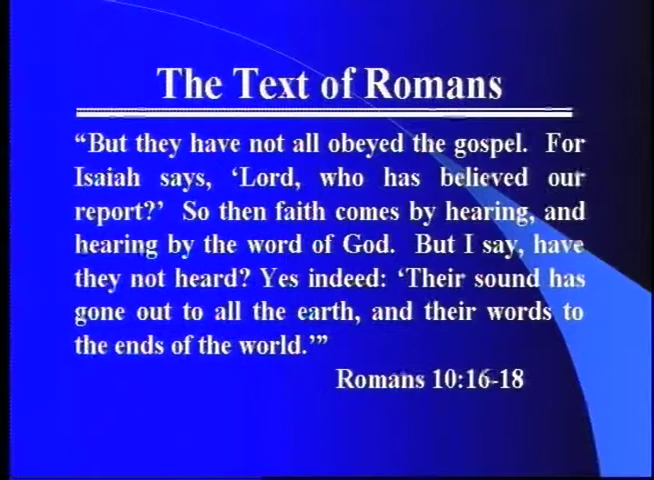 The Text of Romans
“But they have not all obeyed the gospel. For
Isaiah says, ‘Lord, who has believed our
report?’ So then faith comes by hearing, and
hearing by the word of God. But I say, have
they not heard? Yes indeed: ‘Their sound has
gone out to all the earth, and their words to
the ends of the world.’”
Romans 10:16-18